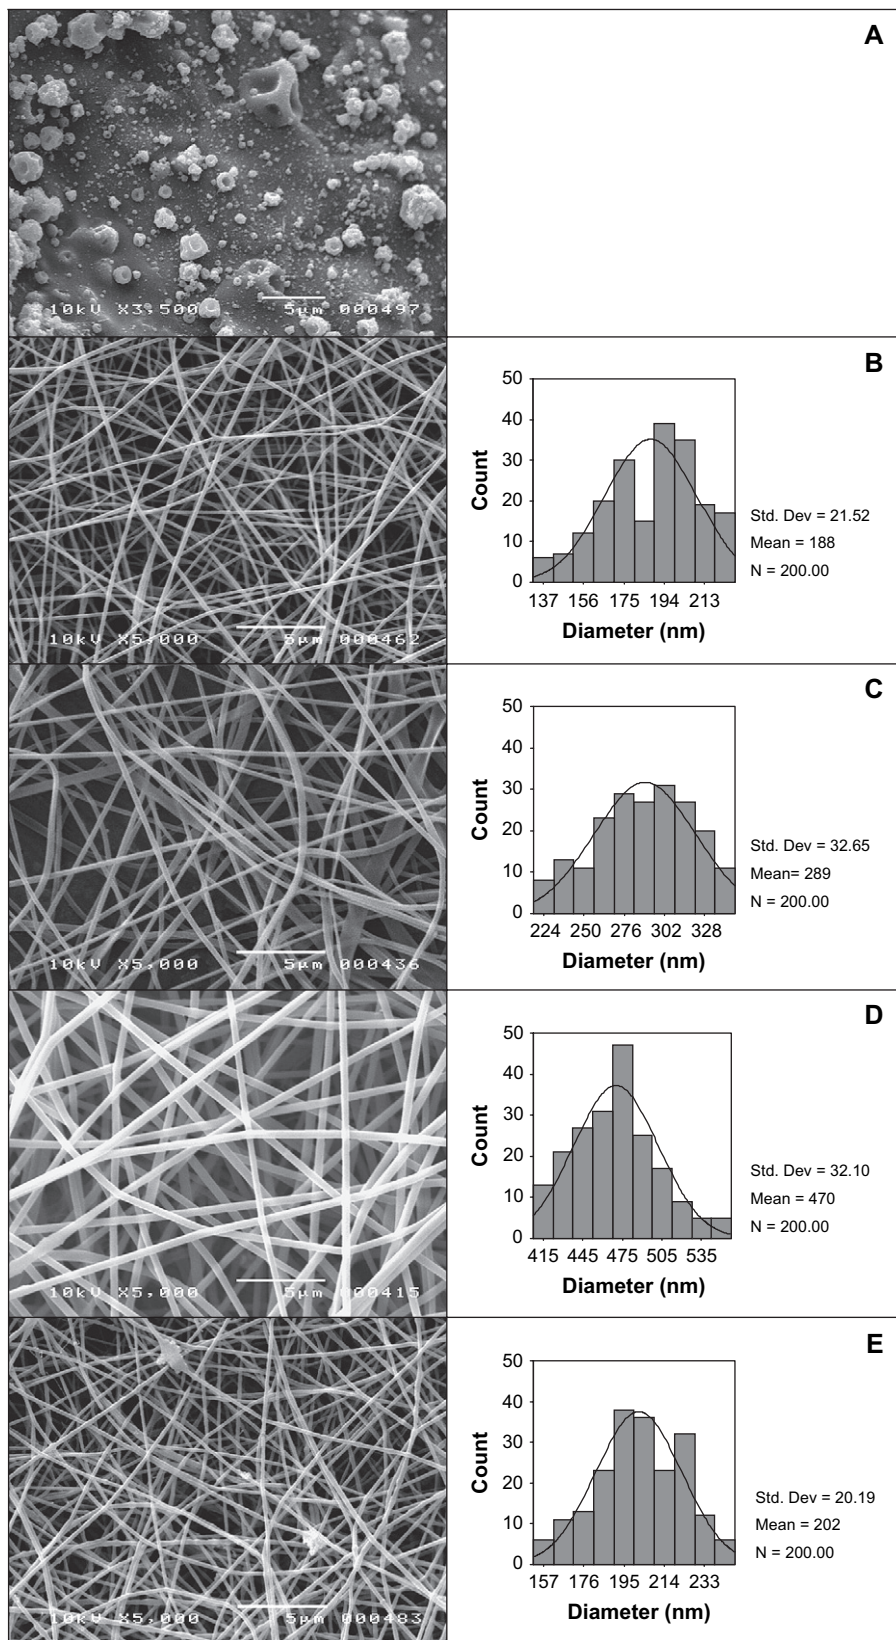 A
10kV X3,500 5μm 000497
B
50
40
30
20
10
0
Count
137 156 175 194 213
Diameter (nm)
Std. Dev = 21.52
Mean = 188
N = 200.00
10kV X5,000 5μm 000462
C
50
40
30
20
10
0
Count
224 250 276 302 328
Diameter (nm)
Std. Dev = 32.65
Mean= 289
N = 200.00
10kV X5,000 5μm 000436
D
50
40
30
20
10
0
Count
415 445 475 505 535
Diameter (nm)
Std. Dev = 32.10
Mean = 470
N = 200.00
10kV X5,000 5μm 000415
E
50
40
30
20
10
0
Count
157 176 195 214 233
Diameter (nm)
Std. Dev = 20.19
Mean = 202
N = 200.00
10kV X5,000 5μm 000483